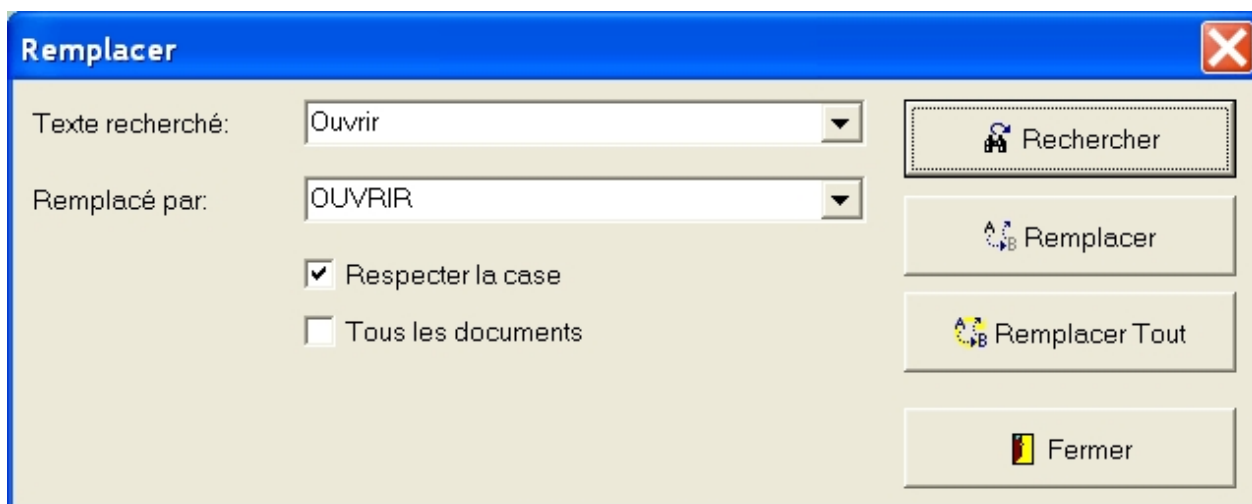 Remplacer
Texte recherché:
Ouvrir
Rechercher
Remplacé par:
OUVRIR
Remplacer
Respecter la case
Tous les documents
Remplacer Tout
Fermer